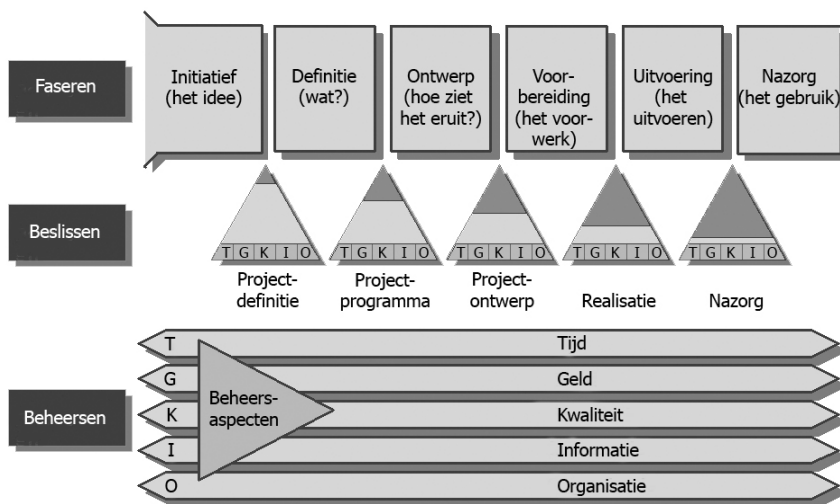 Faseren
Initiatief
(het idee)
Definitie
(wat?)
Ontwerp
(hoe ziet
het eruit?)
Voor-
bereiding
(het voor-
werk)
Uitvoering
(het
uitvoeren)
Nazorg
(het gebruik)
Beslissen
T G K I O
T G K I O
T G K I O
T G K I O
T G K I O
Project-
definitie
Project-
programma
Project-
ontwerp
Realisatie
Nazorg
Beheersen
Beheers-
aspecten
T Tijd
G Geld
K Kwaliteit
I Informatie
O Organisatie